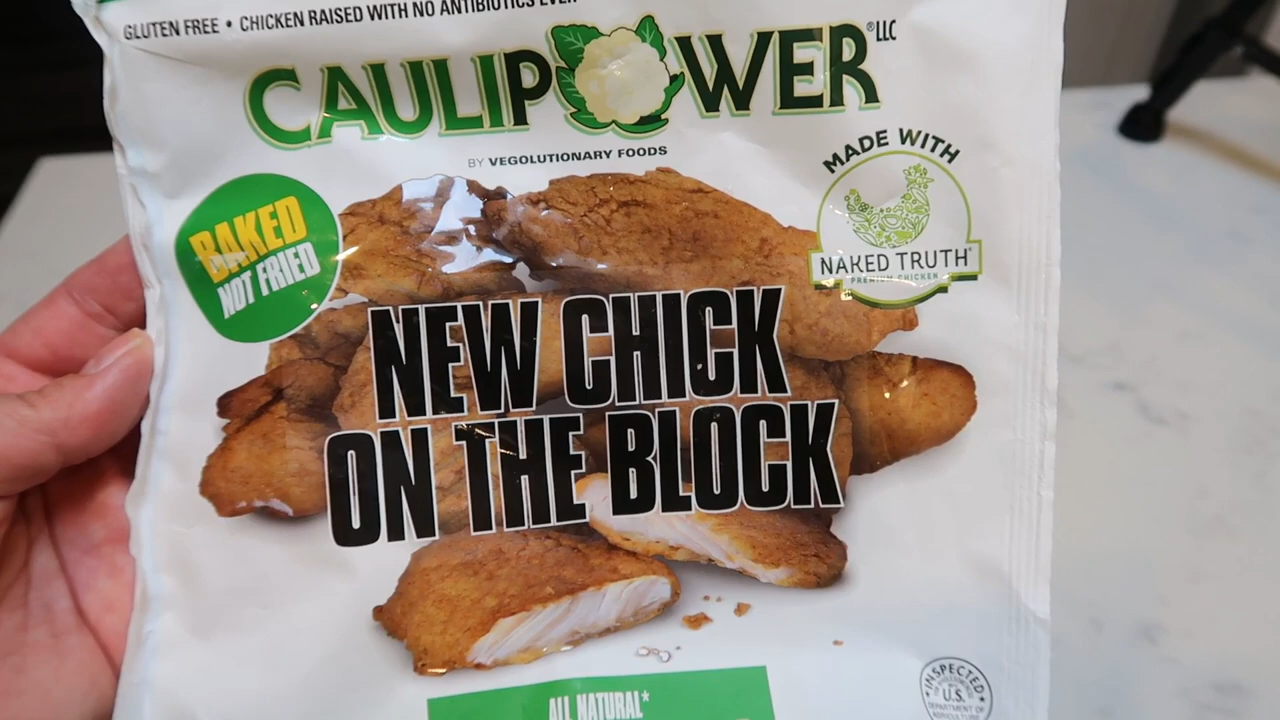 GLUTEN FREE • CHICKEN RAISED WITH NO ANTIBIOTICS EVER
CAULIPOWER® LLC
BY VEGOLUTIONARY FOODS
MADE WITH
NAKED TRUTH®
PREMIUM CHICKEN
BAKED
NOT FRIED
NEW CHICK
ON THE BLOCK
ALL NATURAL*
INSPECTED
U.S.
DEPARTMENT OF
AGRICULTURE